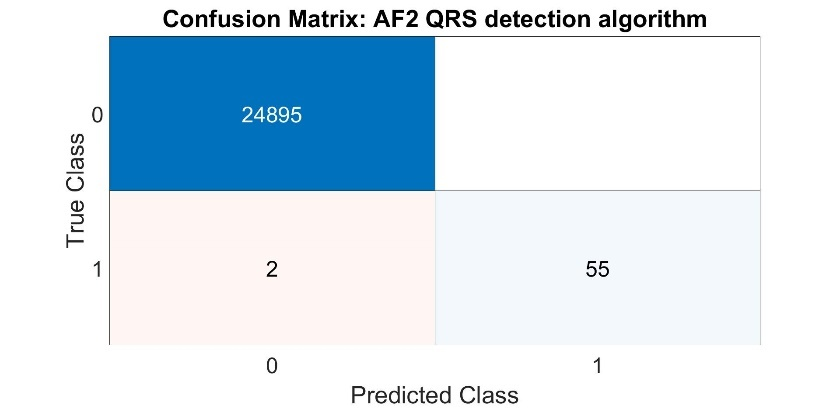 Confusion Matrix: AF2 QRS detection algorithm
True Class
0
24895
1
2
55
0
1
Predicted Class